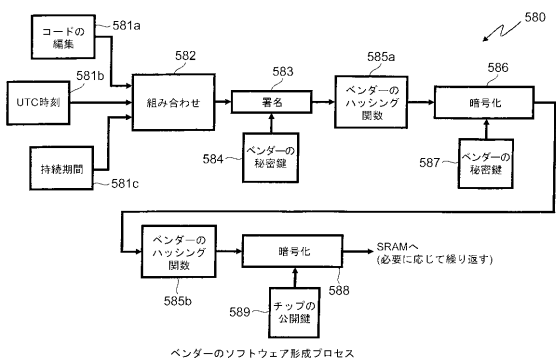 580
581a
コードの
編集
581b
UTC時刻
持続期間
581c
582
組み合わせ
583
署名
584
ベンダーの
秘密鍵
585a
ベンダーの
ハッシング
関数
586
暗号化
587
ベンダーの
秘密鍵
ベンダーの
ハッシング
関数
585b
暗号化
588
589
チップの
公開鍵
SRAMへ
(必要に応じて繰り返す)
ベンダーのソフトウェア形成プロセス